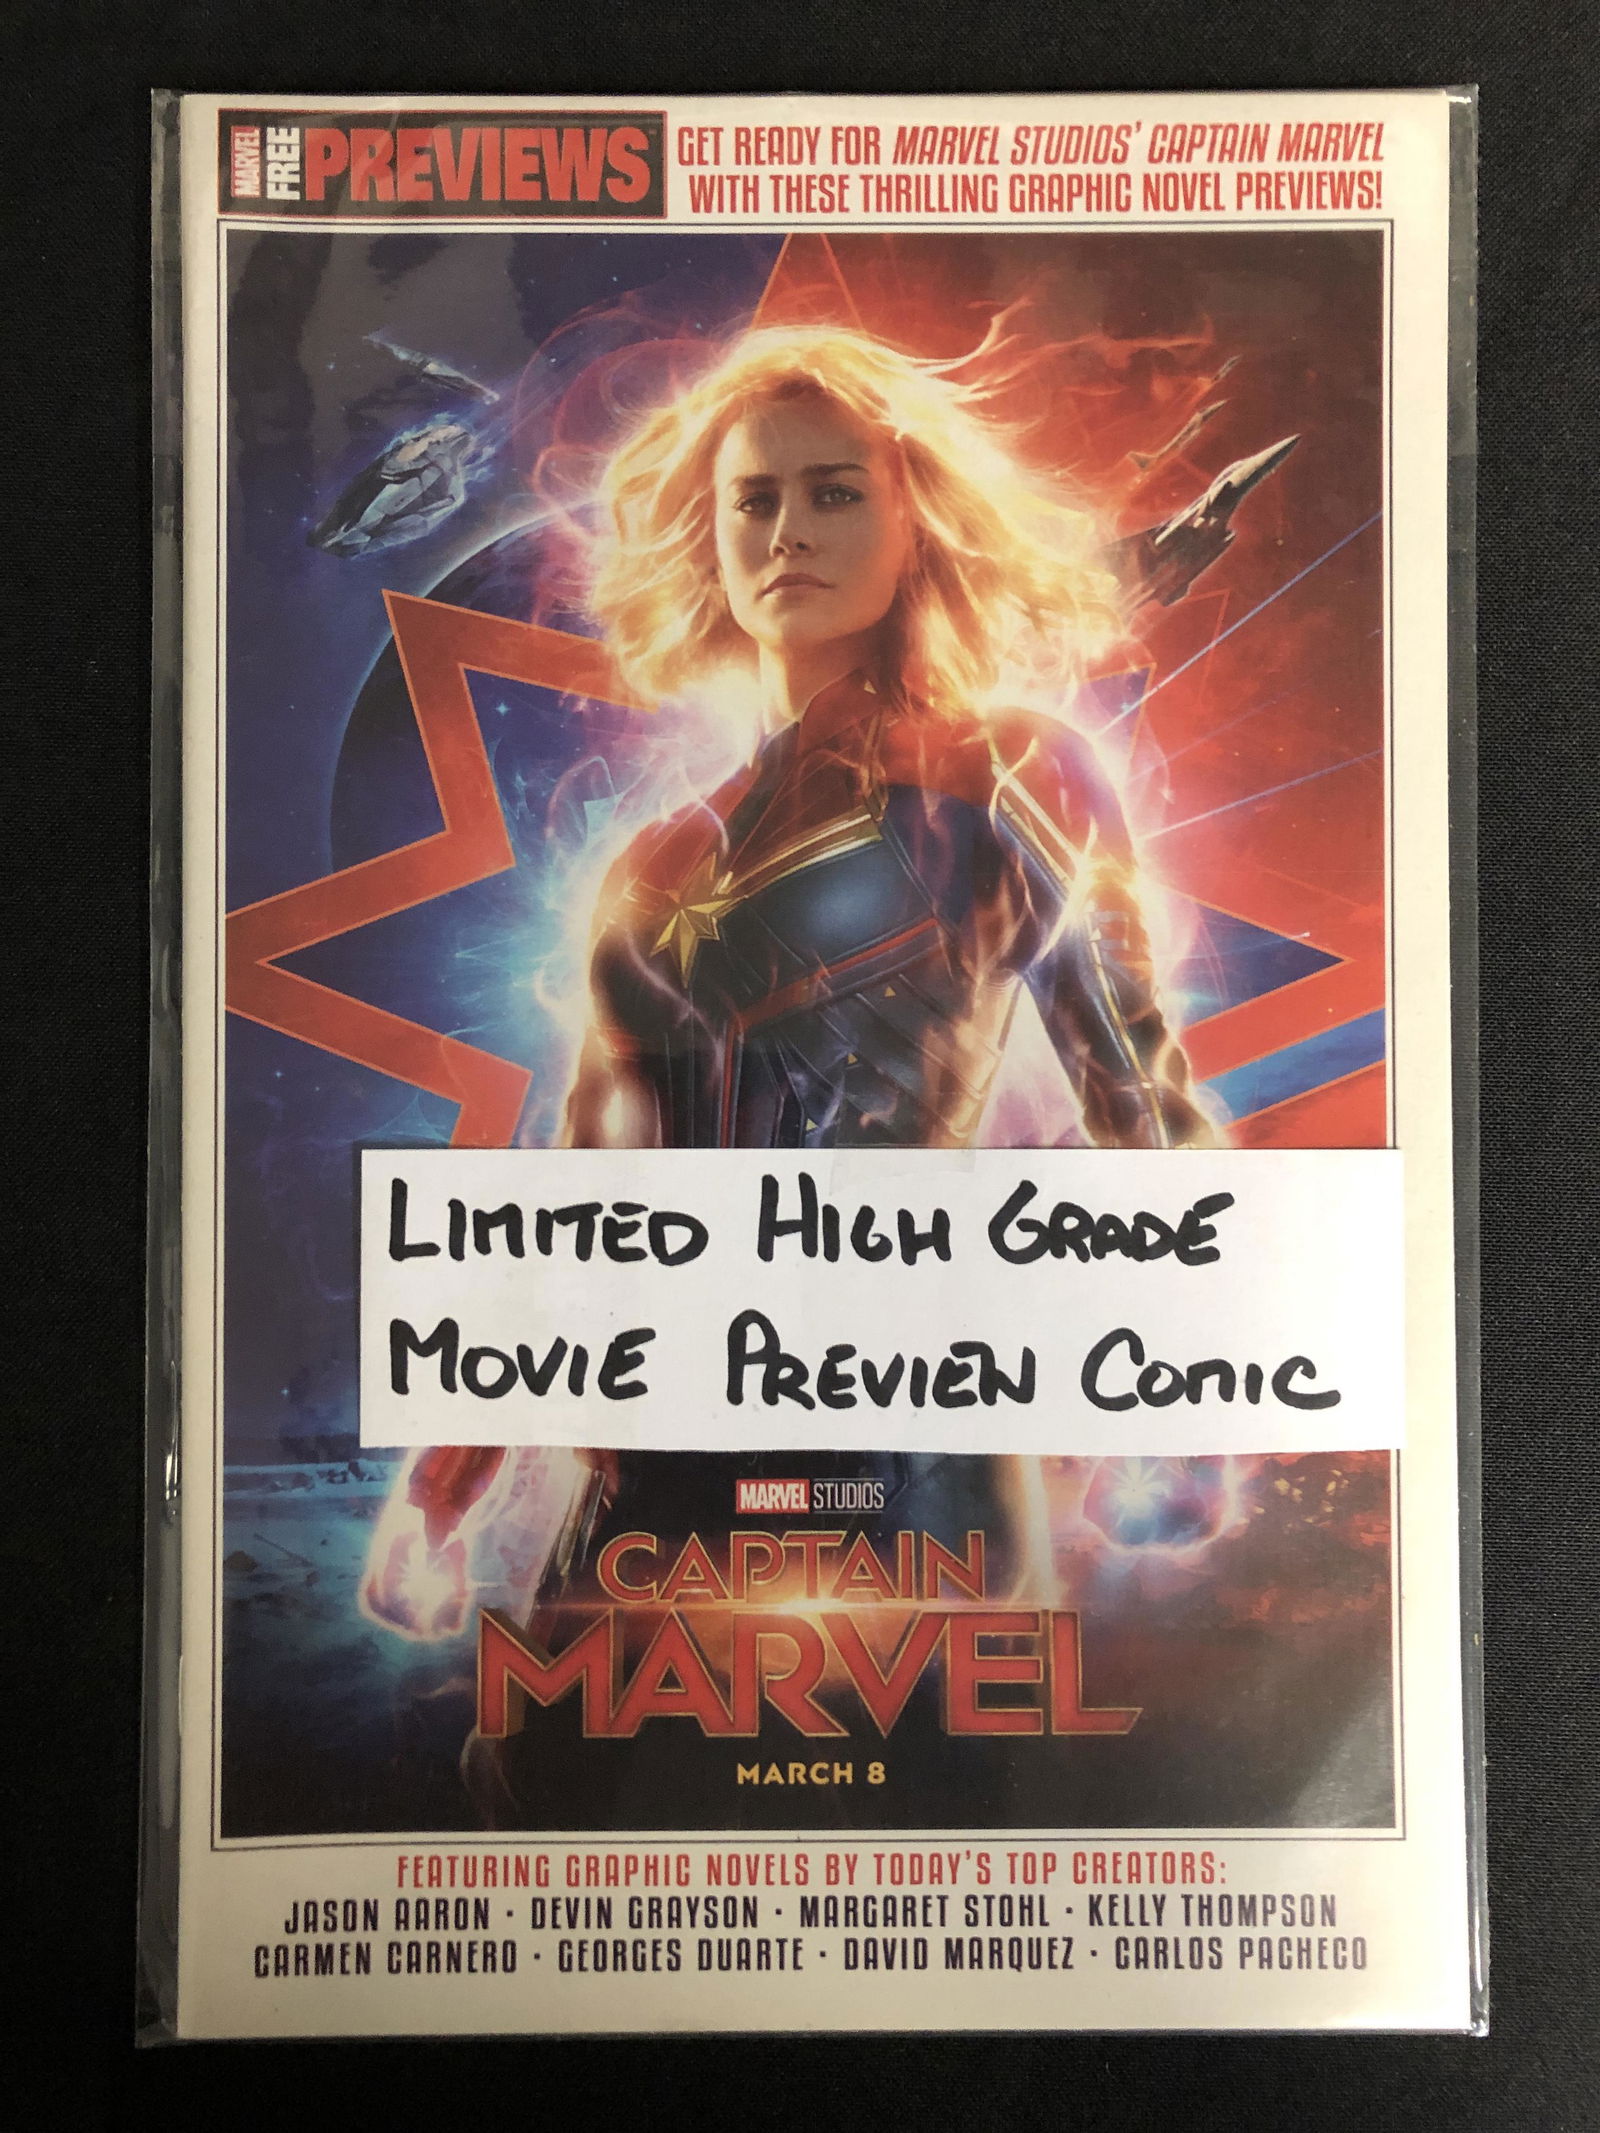 MARVEL FREE PREVIEWS
GET READY FOR MARVEL STUDIOS' CAPTAIN MARVEL
WITH THESE THRILLING GRAPHIC NOVEL PREVIEWS!
LIMITED HIGH GRADE
MOVIE PREVIEW COMIC
MARVEL STUDIOS
CAPTAIN
MARVEL
MARCH 8
FEATURING GRAPHIC NOVELS BY TODAY'S TOP CREATORS:
JASON AARON · DEVIN GRAYSON · MARGARET STOHL · KELLY THOMPSON
CARMEN CARNERO · GEORGES DUARTE · DAVID MARQUEZ · CARLOS PACHECO